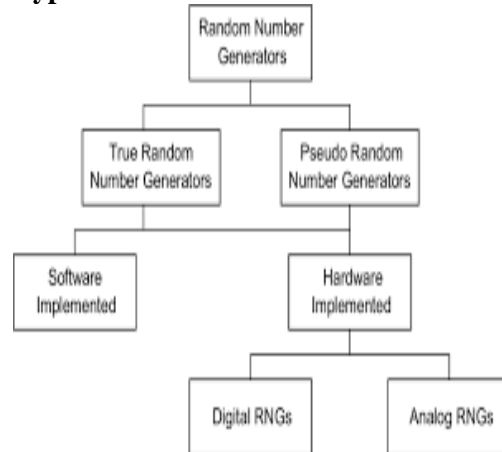 Random Number
Generators
True Random
Number Generators
Pseudo Random
Number Generators
Software
Implemented
Hardware
Implemented
Digital RNGs
Analog RNGs